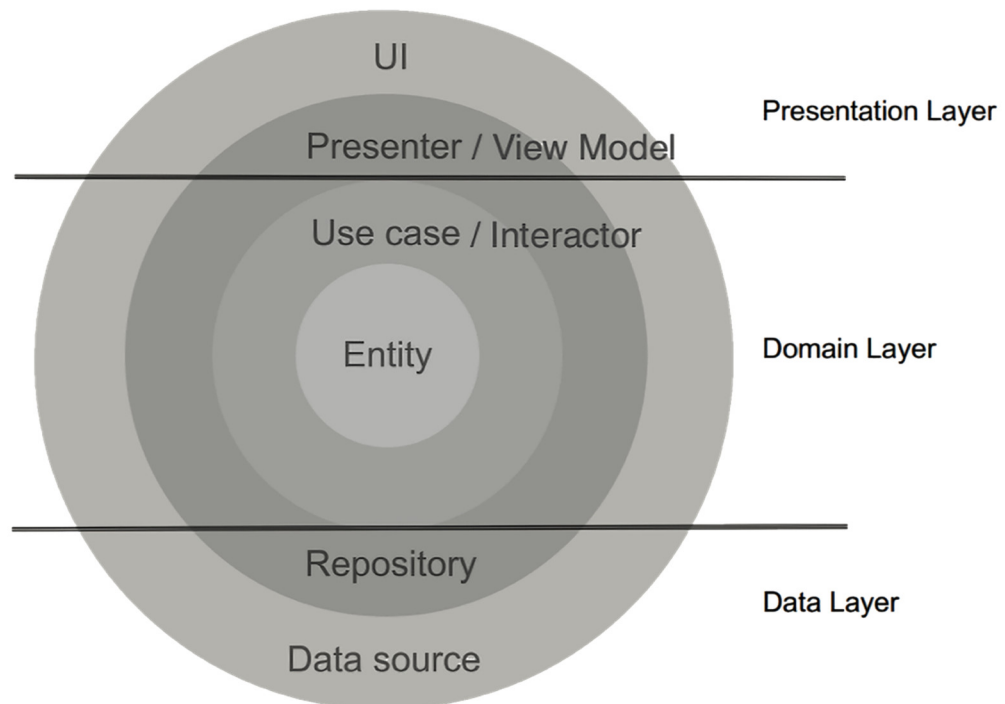 UI
Presentation Layer
Presenter / View Model
Use case / Interactor
Domain Layer
Entity
Repository
Data Layer
Data source